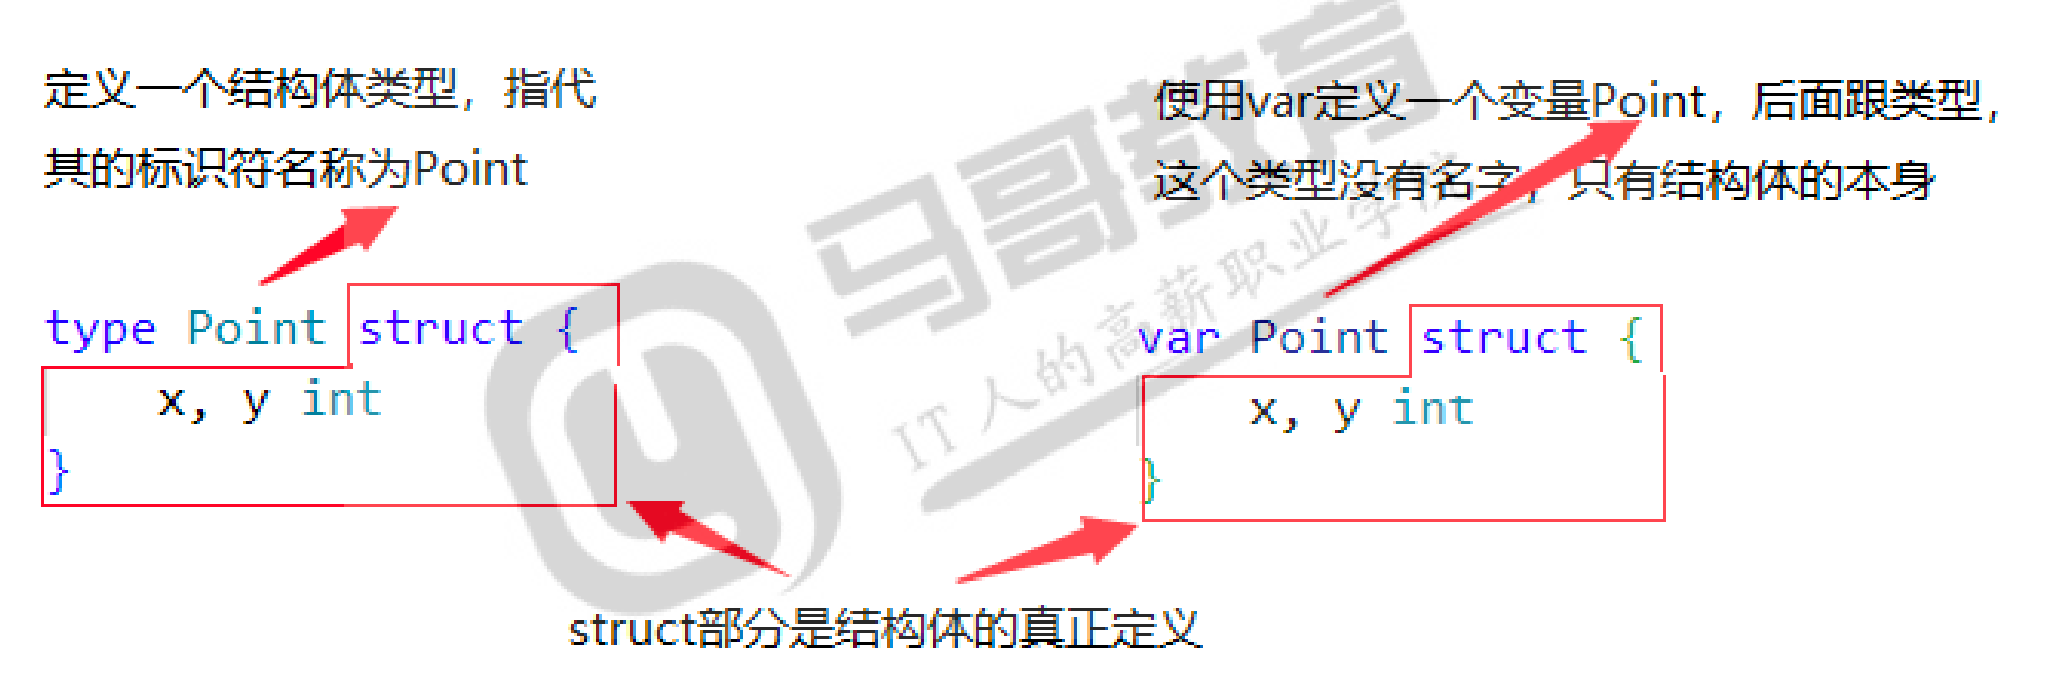 定义一个结构体类型，指代
其的标识符名称为Point
type Point struct {
x, y int
}
使用var定义一个变量Point，后面跟类型，
这个类型没有名字，只有结构体的本身
var Point struct {
x, y int
}
struct部分是结构体的真正定义
马哥教育
IT人的高薪职业学院